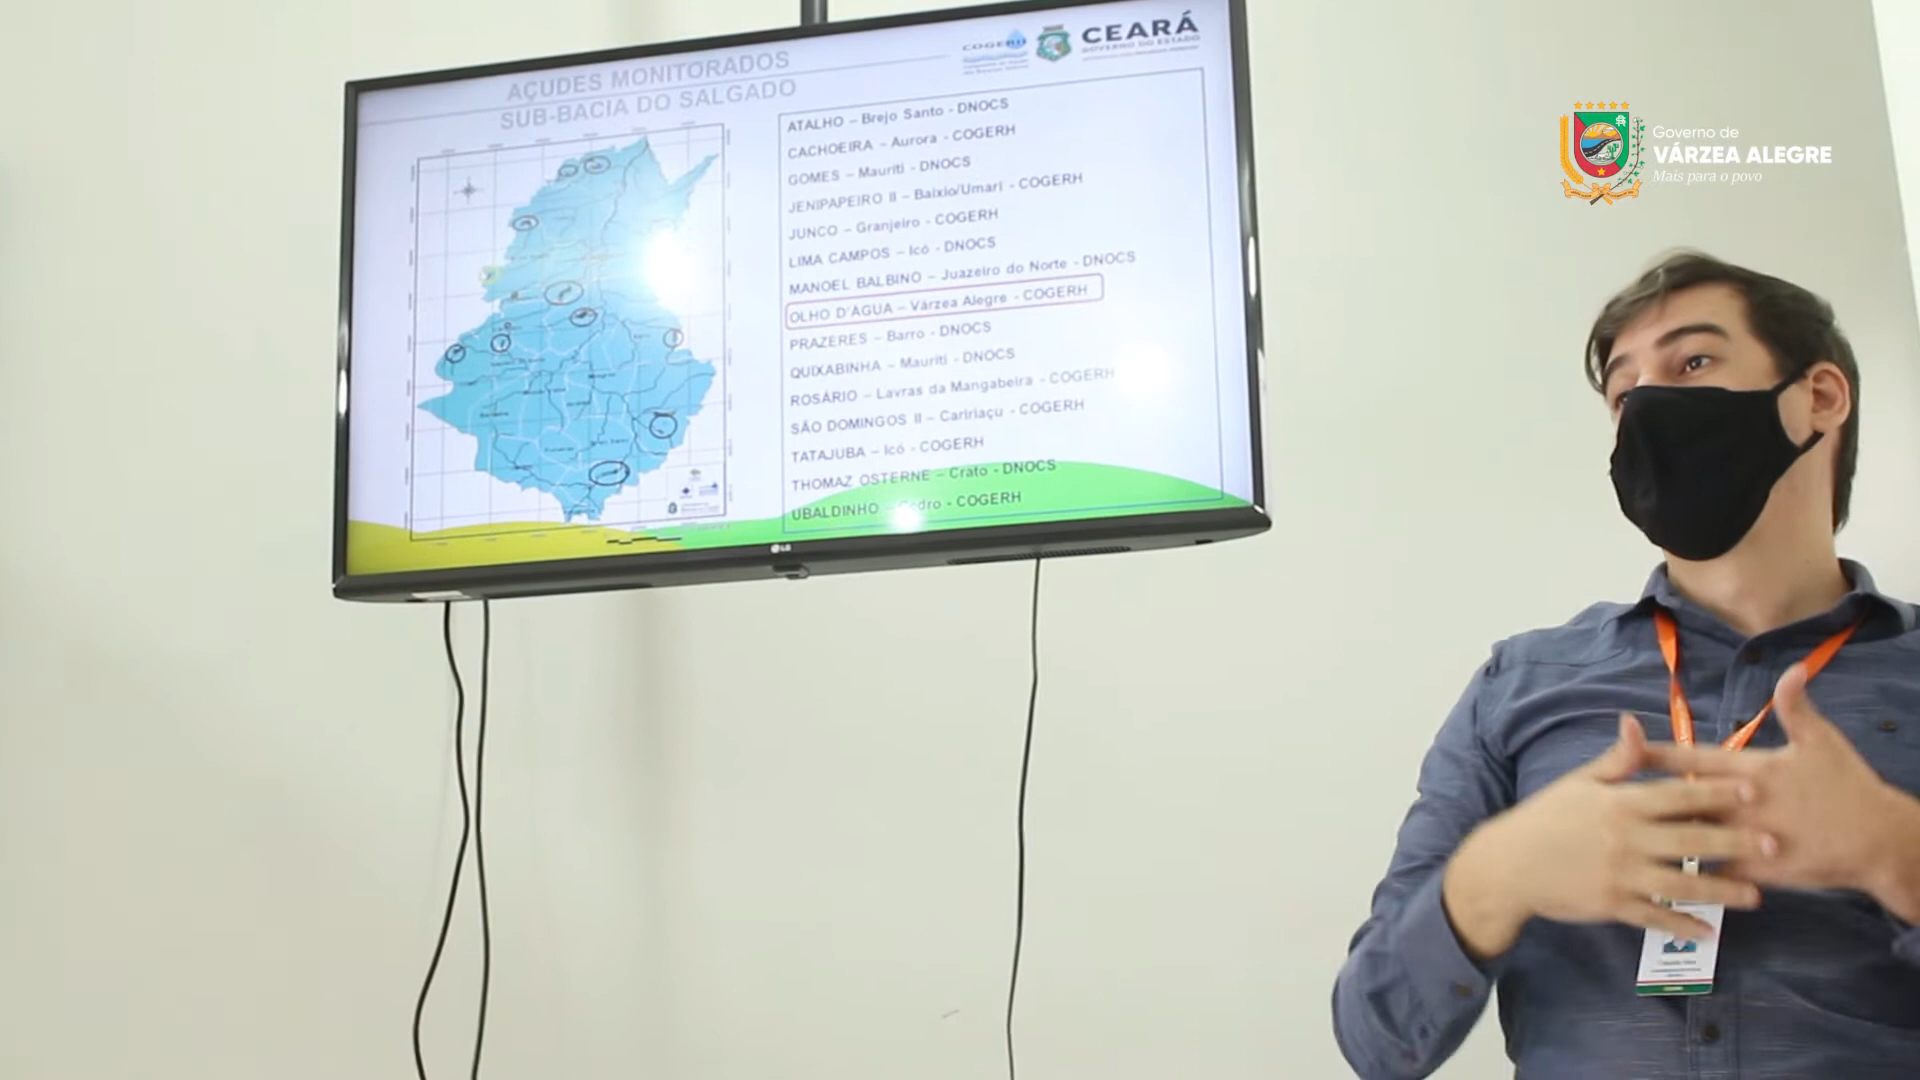 AÇUDES MONITORADOS
SUB-BACIA DO SALGADO
COGERH
CEARÁ
GOVERNO DO ESTADO
ATALHO – Brejo Santo - DNOCS
CACHOEIRA – Aurora - COGERH
GOMES – Mauriti - DNOCS
JENIPAPEIRO II – Baixio/Umari - COGERH
JUNCO – Granjeiro - COGERH
LIMA CAMPOS – Icó - DNOCS
MANOEL BALBINO – Juazeiro do Norte - DNOCS
OLHO D'ÁGUA – Várzea Alegre - COGERH
PRAZERES – Barro - DNOCS
QUIXABINHA – Mauriti - DNOCS
ROSÁRIO – Lavras da Mangabeira - COGERH
SÃO DOMINGOS II – Caririaçu - COGERH
TATAJUBA – Icó - COGERH
THOMAZ OSTERNE – Crato - DNOCS
UBALDINHO – Cedro - COGERH
LG
Governo de
VÁRZEA ALEGRE
Mais para o povo